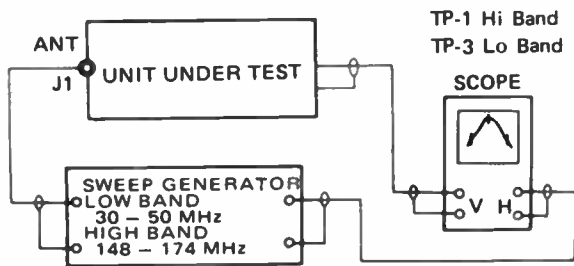 TP-1 Hi Band
TP-3 Lo Band
ANT
J1
UNIT UNDER TEST
SCOPE
V H
SWEEP GENERATOR
LOW BAND
30 – 50 MHz
HIGH BAND
148 – 174 MHz